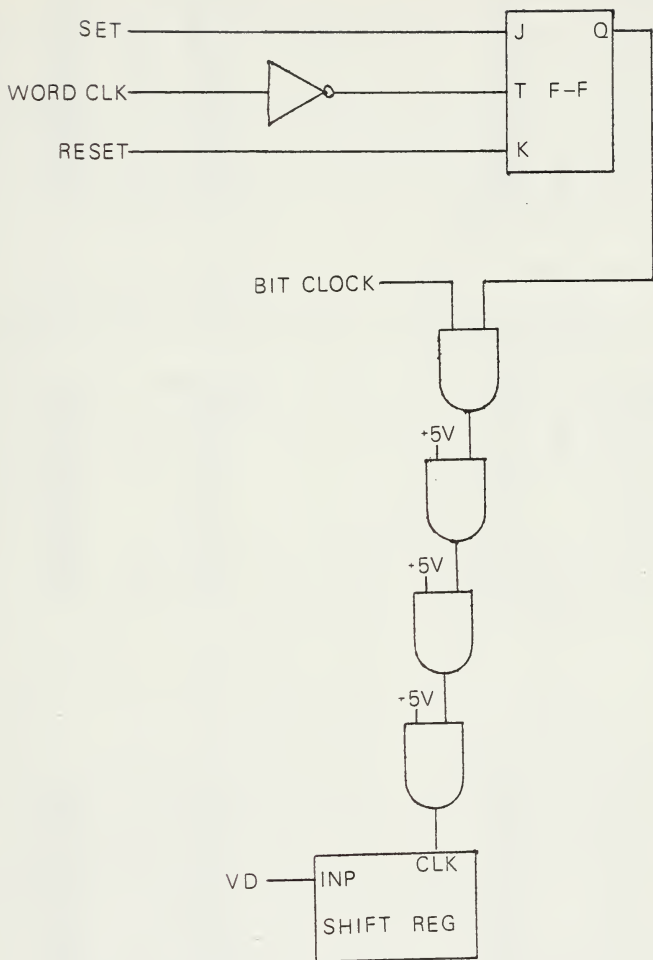 SET
J
Q
WORD CLK
T F-F
RESET
K
BIT CLOCK
+5V
+5V
+5V
CLK
VD
INP
SHIFT REG